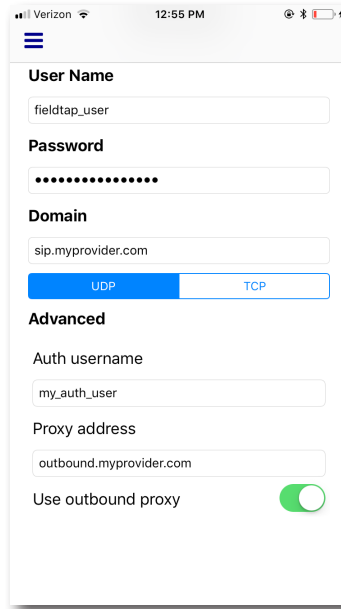 Verizon 12:55 PM
User Name
fieldtap_user
Password
••••••••••••••••
Domain
sip.myprovider.com
UDP TCP
Advanced
Auth username
my_auth_user
Proxy address
outbound.myprovider.com
Use outbound proxy